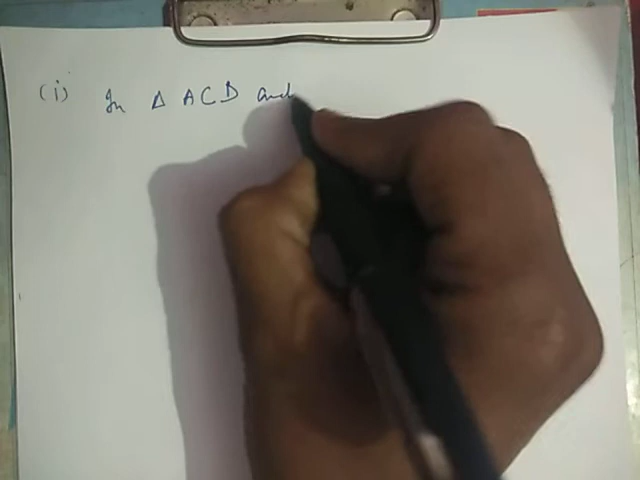 (i) In Δ ACD and